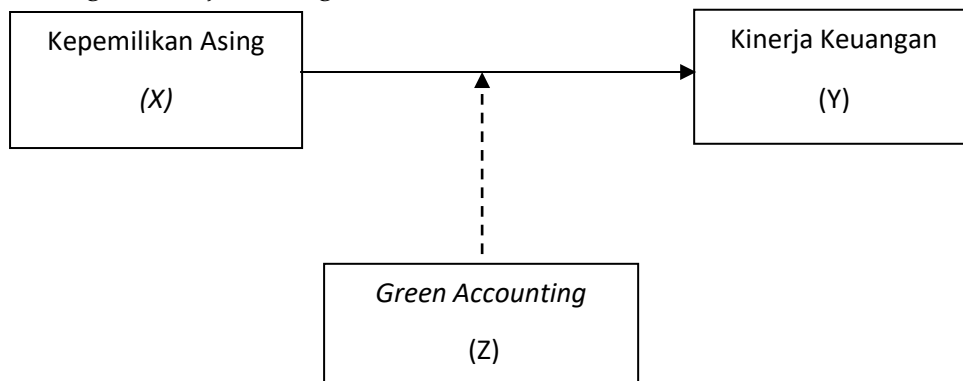 Kepemilikan Asing
(X)
Kinerja Keuangan
(Y)
Green Accounting
(Z)